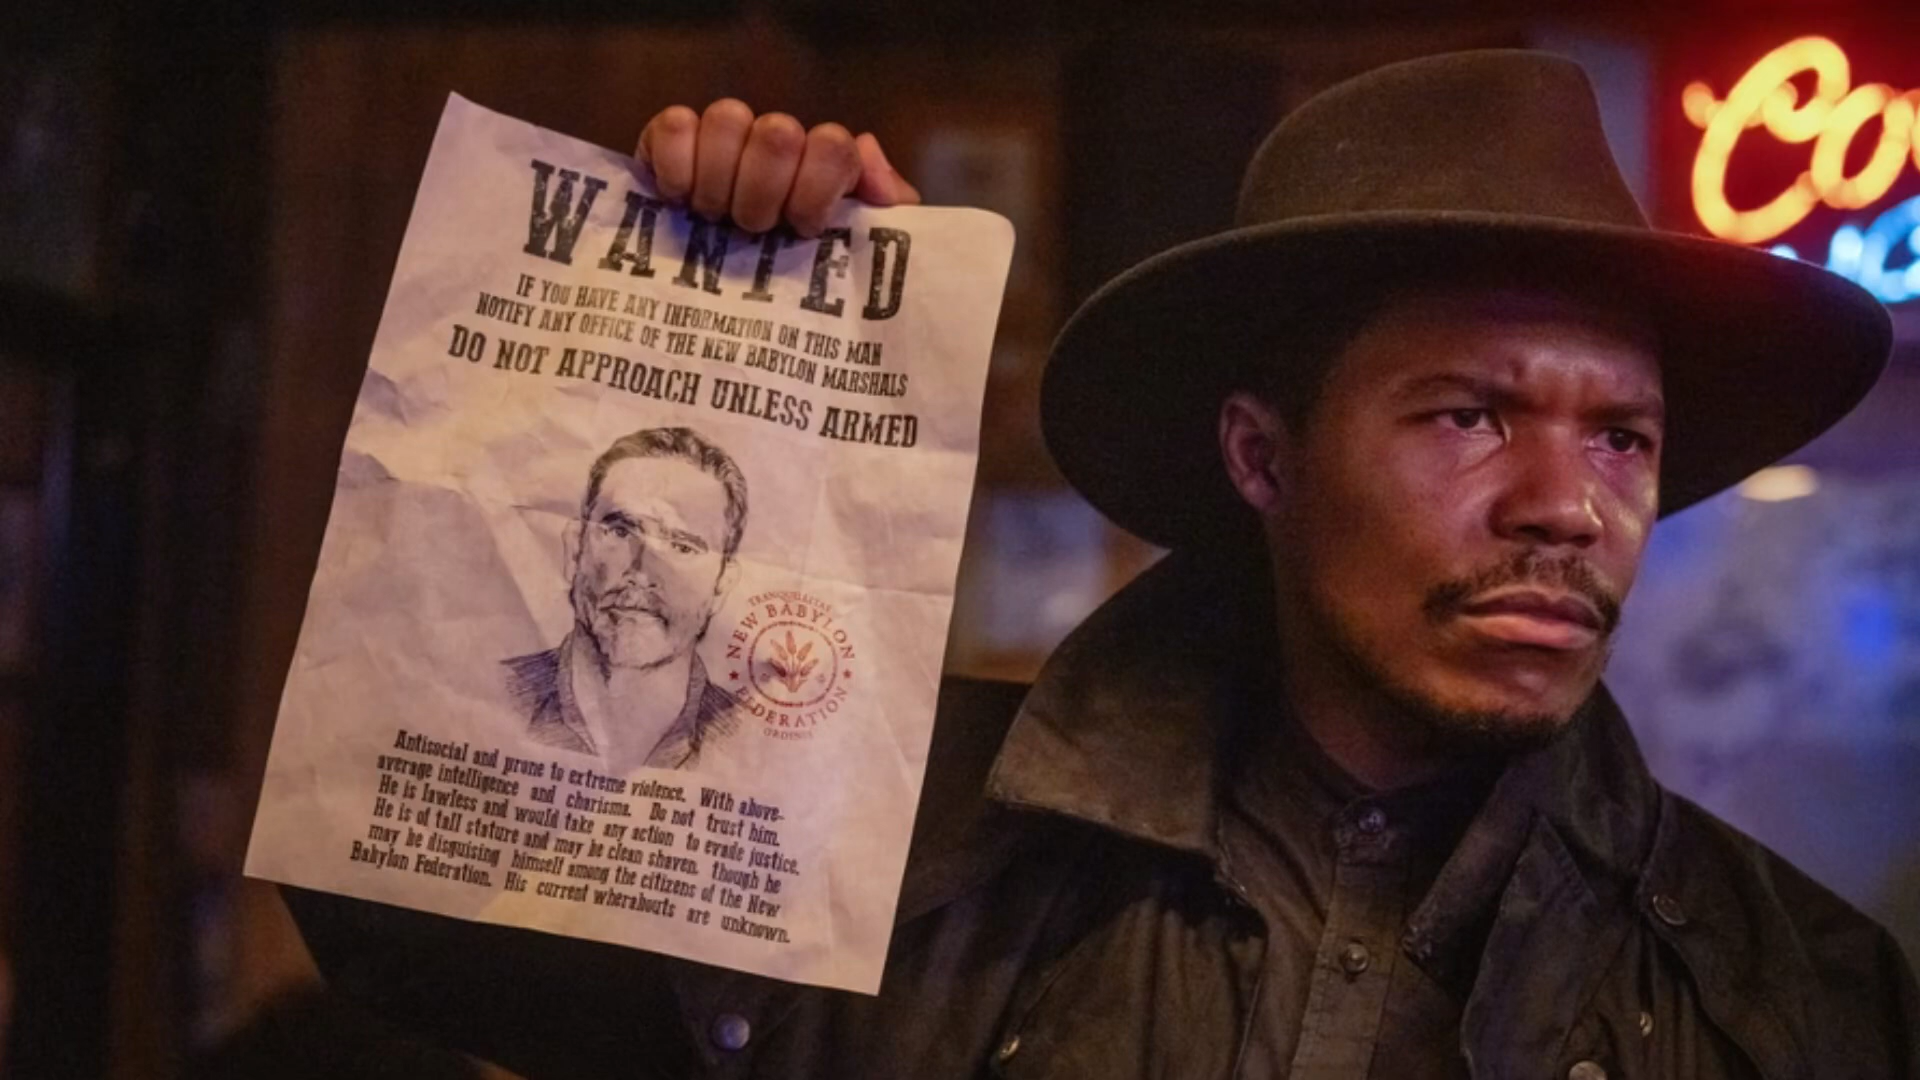 WANTED
IF YOU HAVE ANY INFORMATION ON THIS MAN
NOTIFY ANY OFFICE OF THE NEW BABYLON MARSHALS
DO NOT APPROACH UNLESS ARMED
TRANQUILLITAS
NEW BABYLON
FEDERATION
ORDINIS
Antisocial and prone to extreme violence. With above-
average intelligence and charisma. Do not trust him.
He is lawless and would take any action to evade justice.
He is of tall stature and may be clean shaven, though he
may be disguising himself among the citizens of the New
Babylon Federation. His current wherabouts are unknown.
Co